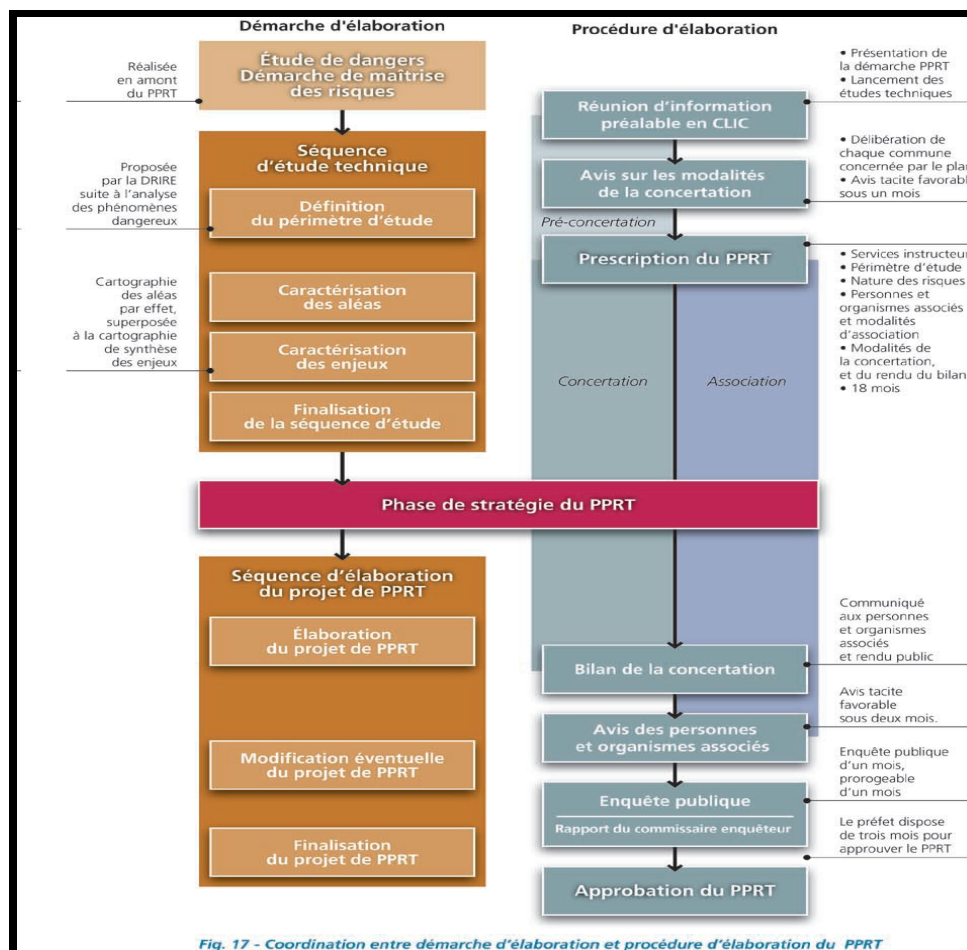 Démarche d'élaboration
Procédure d'élaboration
Réalisée
en amont
du PPRT
Étude de dangers
Démarche de maîtrise
des risques
Séquence
d'étude technique
Proposée
par la DRIRE
suite à l'analyse
des phénomènes
dangereux
Définition
du périmètre d'étude
Cartographie
des aléas
par effet,
superposée
à la cartographie
de synthèse
des enjeux
Caractérisation
des aléas
Caractérisation
des enjeux
Finalisation
de la séquence d'étude
Réunion d'information
préalable en CLIC
• Présentation de
la démarche PPRT
• Lancement des
études techniques
Avis sur les modalités
de la concertation
• Délibération de
chaque commune
concernée par le plan
• Avis tacite favorable
sous un mois
Pré-concertation
Prescription du PPRT
• Services instructeur
• Périmètre d'étude
• Nature des risques
• Personnes et
organismes associés
et modalités
d'association
• Modalités de
la concertation,
et du rendu du bilan
• 18 mois
Concertation
Association
Phase de stratégie du PPRT
Séquence d'élaboration
du projet de PPRT
Élaboration
du projet de PPRT
Modification éventuelle
du projet de PPRT
Finalisation
du projet de PPRT
Bilan de la concertation
Communiqué
aux personnes
et organismes
associés
et rendu public
Avis des personnes
et organismes associés
Avis tacite
favorable
sous deux mois.
Enquête publique
Rapport du commissaire enquêteur
Enquête publique
d'un mois,
prorogeable
d'un mois
Le préfet dispose
de trois mois pour
approuver le PPRT
Approbation du PPRT
Fig. 17 - Coordination entre démarche d'élaboration et procédure d'élaboration du PPRT